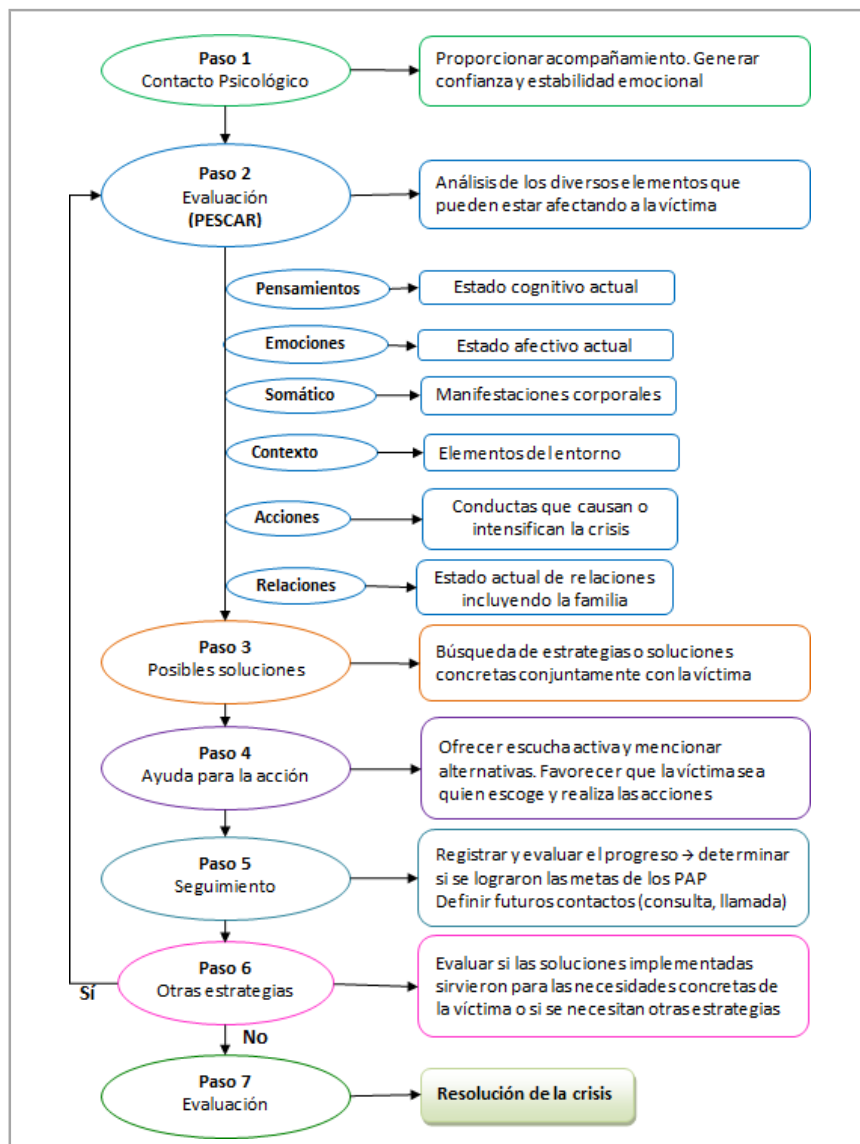 Paso 1
Contacto Psicológico
Proporcionar acompañamiento. Generar
confianza y estabilidad emocional
Paso 2
Evaluación
(PESCAR)
Análisis de los diversos elementos que
pueden estar afectando a la víctima
Pensamientos
Estado cognitivo actual
Emociones
Estado afectivo actual
Somático
Manifestaciones corporales
Contexto
Elementos del entorno
Acciones
Conductas que causan o
intensifican la crisis
Relaciones
Estado actual de relaciones
incluyendo la familia
Paso 3
Posibles soluciones
Búsqueda de estrategias o soluciones
concretas conjuntamente con la víctima
Paso 4
Ayuda para la acción
Ofrecer escucha activa y mencionar
alternativas. Favorecer que la víctima sea
quien escoge y realiza las acciones
Paso 5
Seguimiento
Registrar y evaluar el progreso → determinar
si se lograron las metas de los PAP
Definir futuros contactos (consulta, llamada)
Paso 6
Otras estrategias
Evaluar si las soluciones implementadas
sirvieron para las necesidades concretas de
la víctima o si se necesitan otras estrategias
Sí
No
Paso 7
Evaluación
Resolución de la crisis